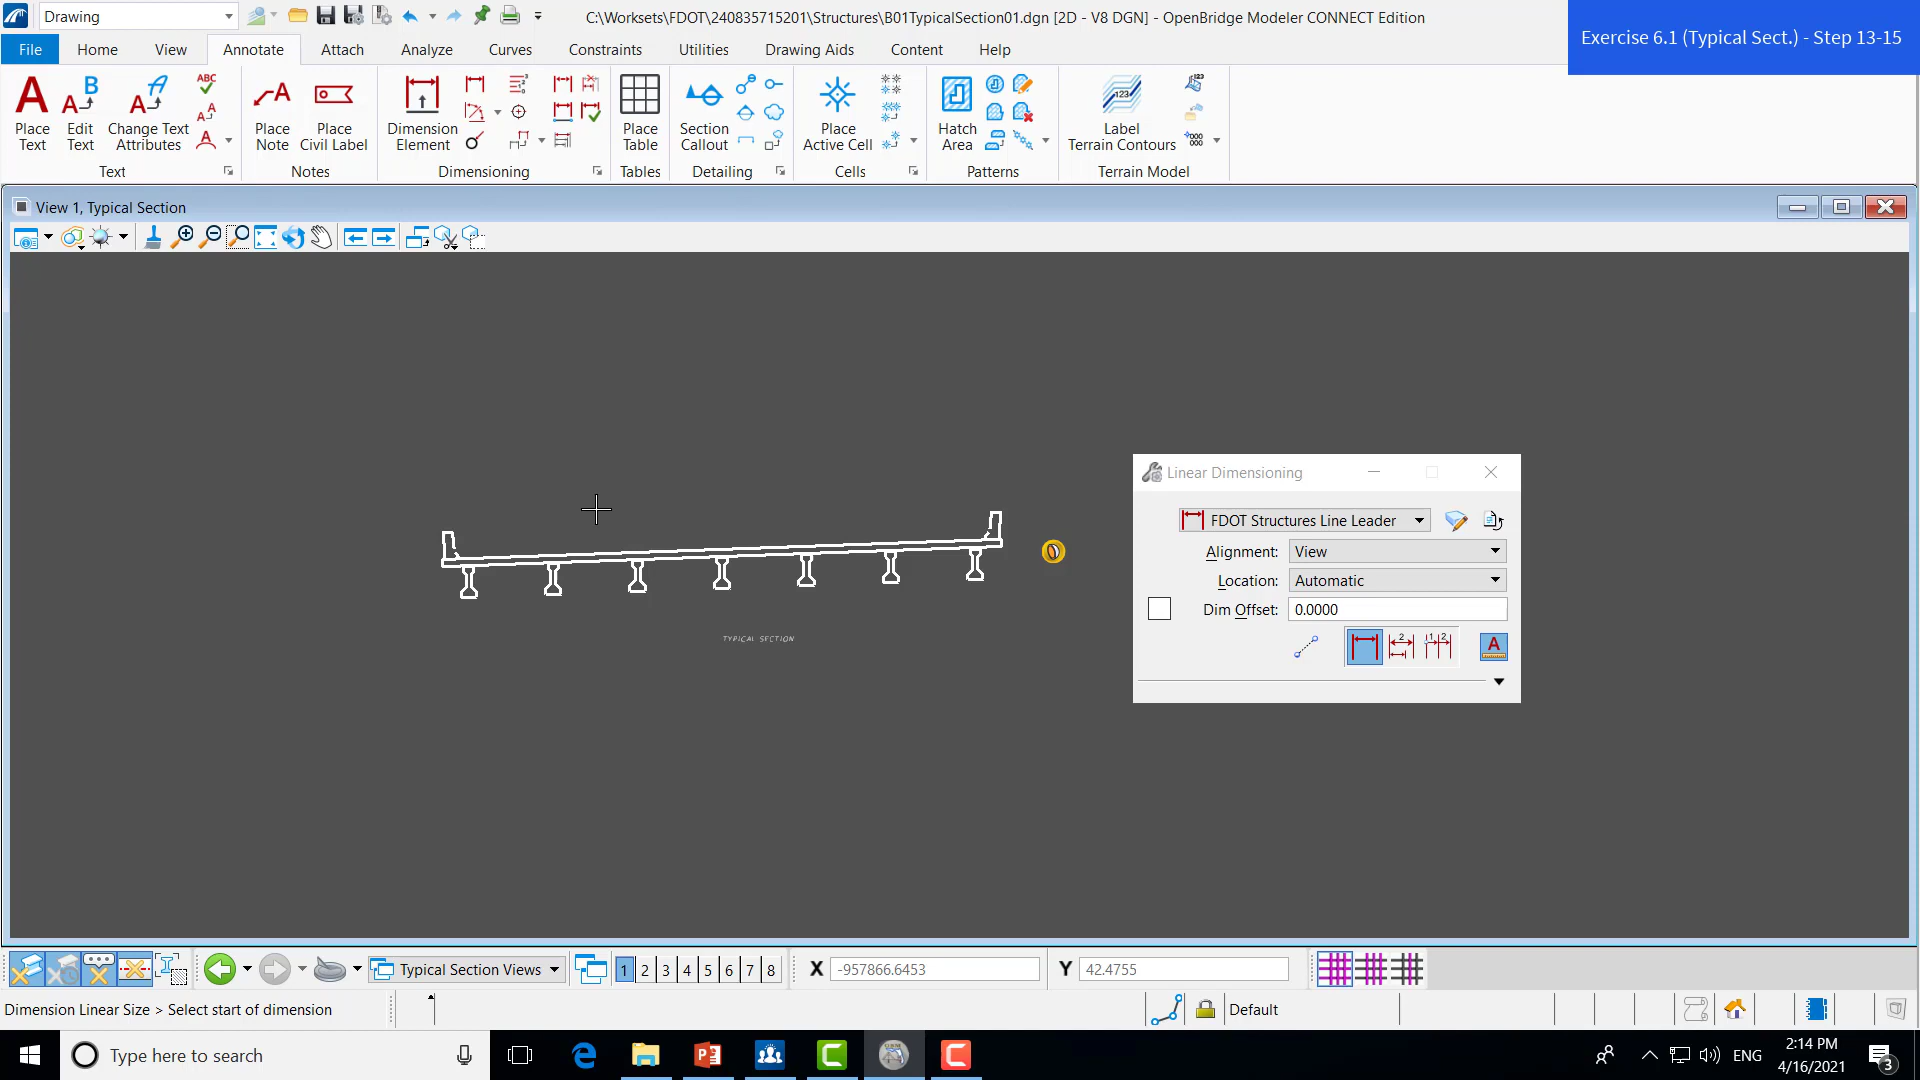 Drawing
C:\Worksets\FDOT\240835715201\Structures\B01TypicalSection01.dgn [2D - V8 DGN] - OpenBridge Modeler CONNECT Edition
Exercise 6.1 (Typical Sect.) - Step 13-15
File Home View Annotate Attach Analyze Curves Constraints Utilities Drawing Aids Content Help
Place Text
Edit Text
Change Text Attributes
ABC
Text
Place Note
Place Civil Label
Notes
Dimension Element
Dimensioning
Place Table
Tables
Section Callout
Detailing
Place Active Cell
Cells
Hatch Area
Patterns
Label Terrain Contours
Terrain Model
View 1, Typical Section
TYPICAL SECTION
Linear Dimensioning
FDOT Structures Line Leader
Alignment: View
Location: Automatic
Dim Offset: 0.0000
Typical Section Views
1 2 3 4 5 6 7 8
X -957866.6453
Y 42.4755
Dimension Linear Size > Select start of dimension
Default
Type here to search
ENG
2:14 PM
4/16/2021
3